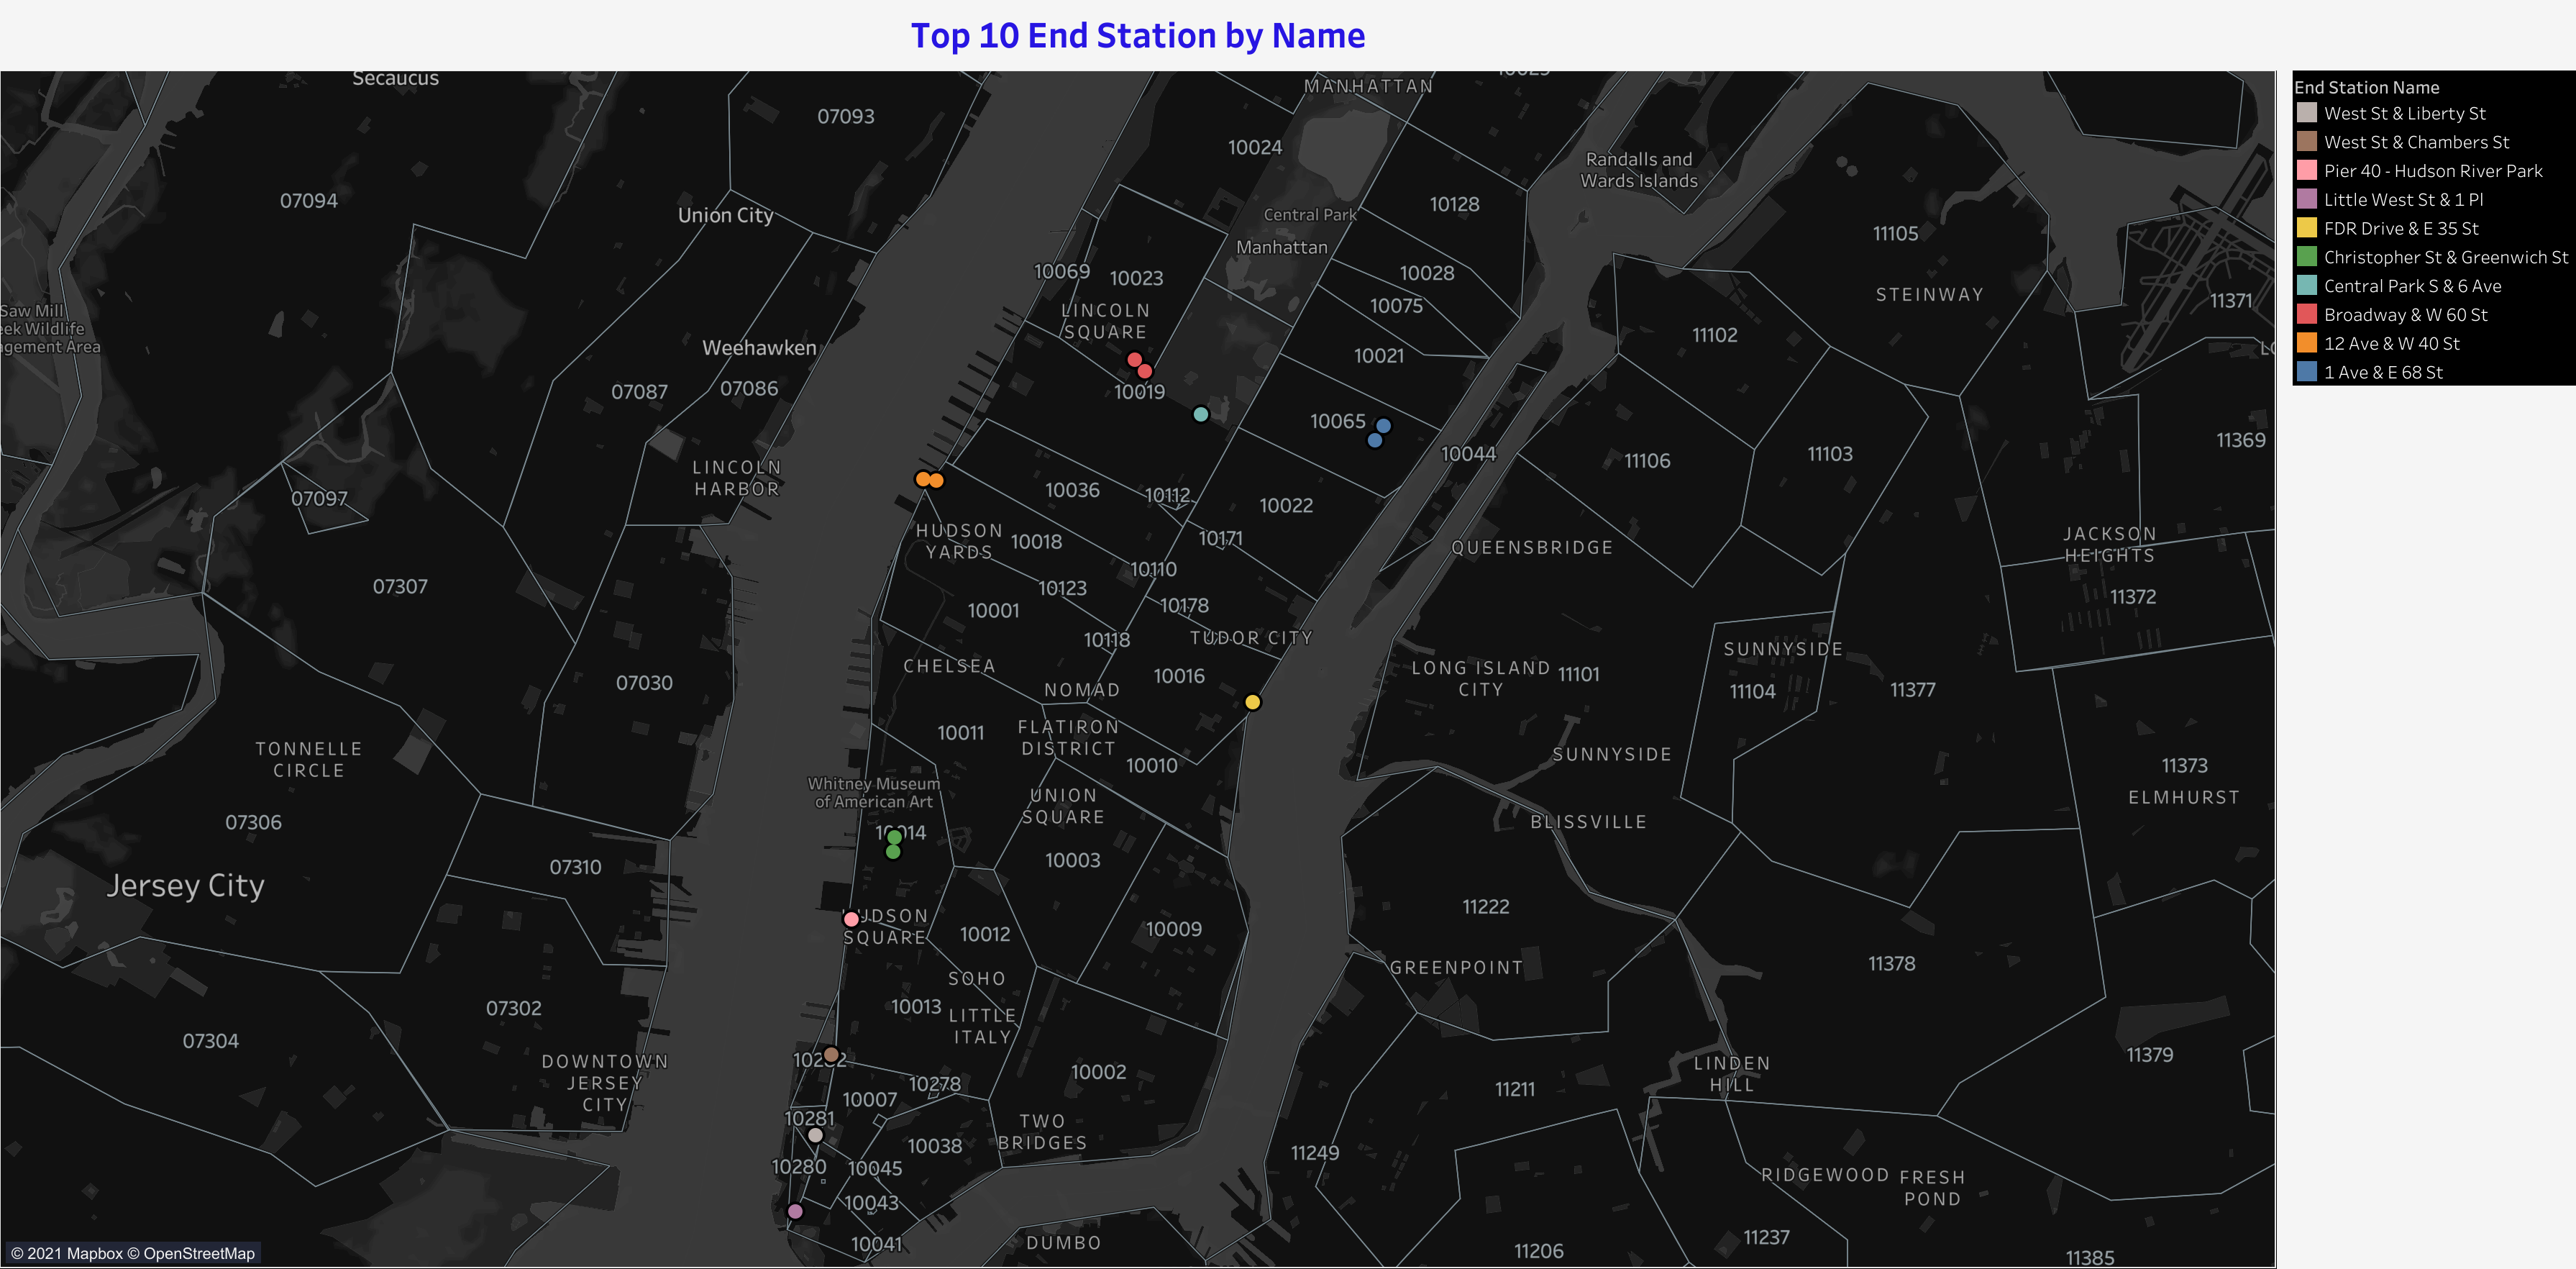 Top 10 End Station by Name
Secaucus
MANHATTAN
07093
10024
07094
Union City
Randalls and
Wards Islands
10128
Central Park
Manhattan
11105
10069
10023
10028
STEINWAY
11371
LINCOLN
SQUARE
10075
11102
Saw Mill
eek Wildlife
agement Area
Weehawken
07087
07086
10019
10021
10065
10044
11106
11103
11369
LINCOLN
HARBOR
07097
10036
10112
10022
HUDSON
YARDS
10018
10171
QUEENSBRIDGE
JACKSON
HEIGHTS
07307
10110
10123
10001
10178
11372
10118
TUDOR CITY
CHELSEA
10016
LONG ISLAND
CITY
11101
SUNNYSIDE
11104
11377
07030
NOMAD
10011
FLATIRON
DISTRICT
10010
SUNNYSIDE
TONNELLE
CIRCLE
11373
ELMHURST
Whitney Museum
of American Art
UNION
SQUARE
BLISSVILLE
07306
07310
10003
Jersey City
11222
UDSON
SQUARE
10012
10009
GREENPOINT
11378
SOHO
10013
LITTLE
ITALY
07302
07304
DOWNTOWN
JERSEY
CITY
10002
10278
10007
11211
LINDEN
HILL
11379
10281
TWO
BRIDGES
10038
11249
10280
10045
RIDGEWOOD
FRESH
POND
10043
10041
DUMBO
11206
11237
11385
© 2021 Mapbox © OpenStreetMap
End Station Name
West St & Liberty St
West St & Chambers St
Pier 40 - Hudson River Park
Little West St & 1 Pl
FDR Drive & E 35 St
Christopher St & Greenwich St
Central Park S & 6 Ave
Broadway & W 60 St
12 Ave & W 40 St
1 Ave & E 68 St